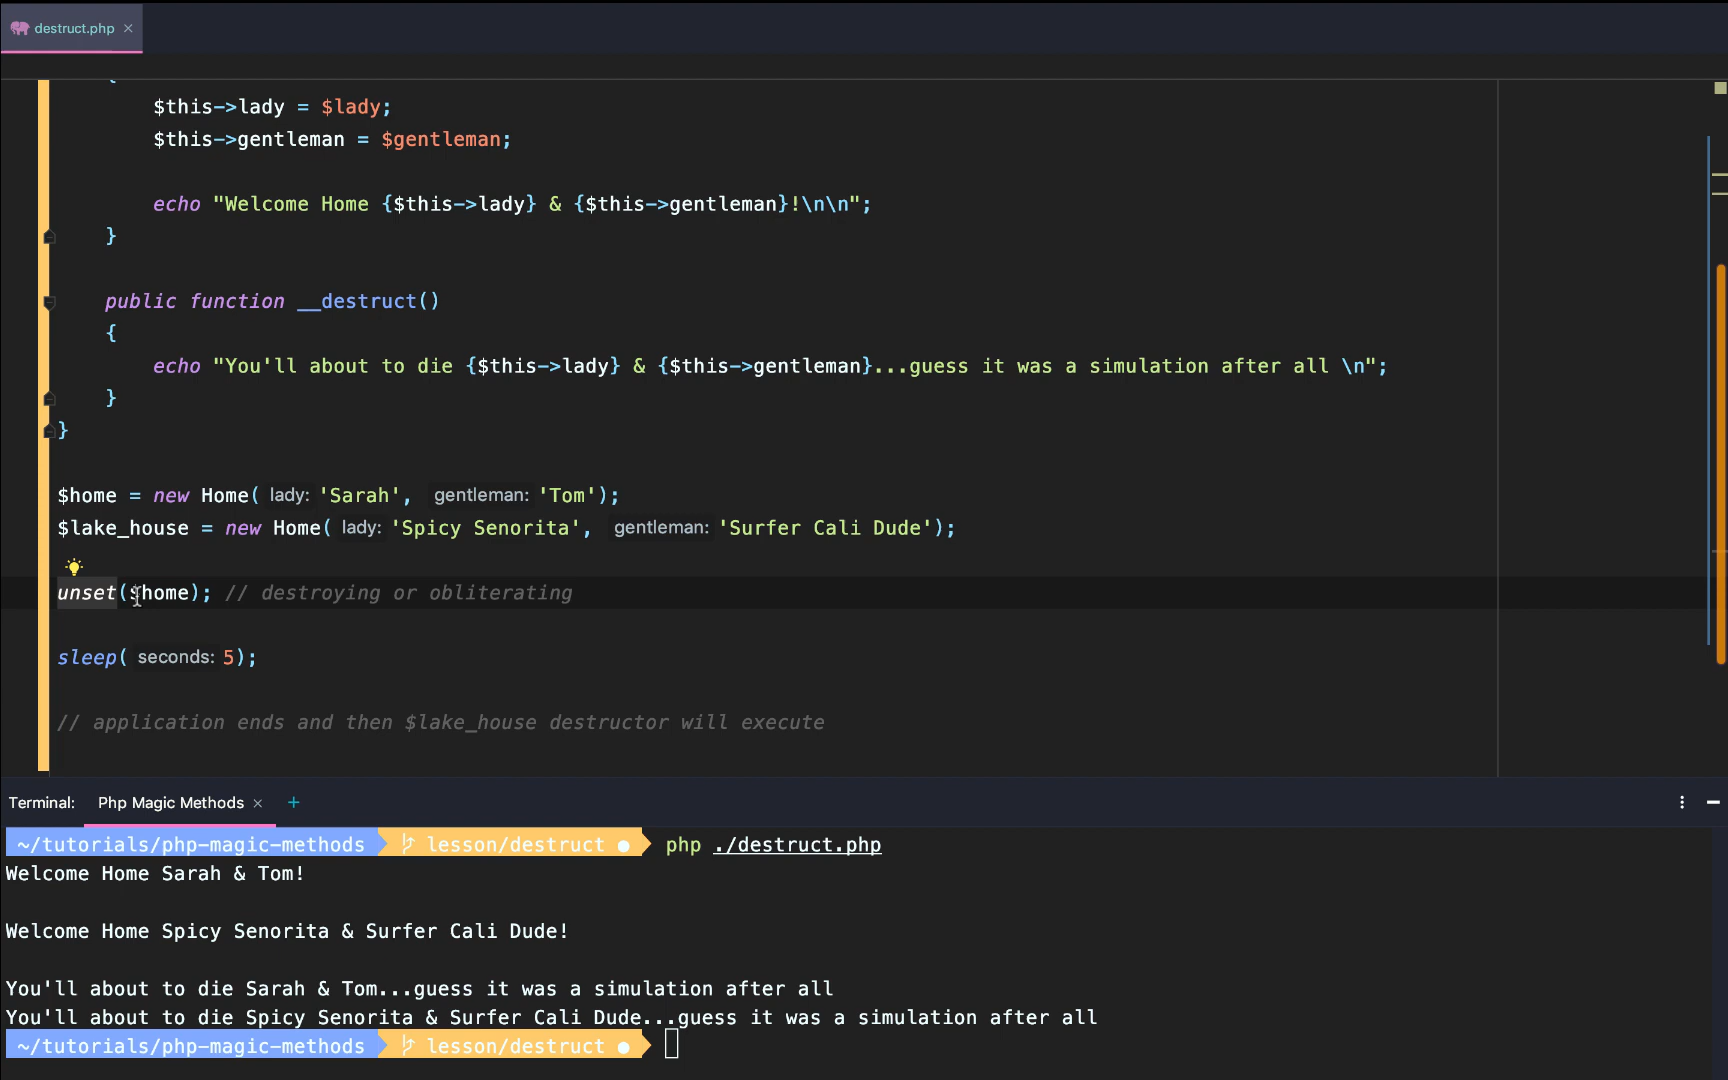 destruct.php ×
{
$this->lady = $lady;
$this->gentleman = $gentleman;
echo "Welcome Home {$this->lady} & {$this->gentleman}!\n\n";
}
public function __destruct()
{
echo "You'll about to die {$this->lady} & {$this->gentleman}...guess it was a simulation after all \n";
}
}
$home = new Home( lady: 'Sarah', gentleman: 'Tom');
$lake_house = new Home( lady: 'Spicy Senorita', gentleman: 'Surfer Cali Dude');
unset($home); // destroying or obliterating
sleep( seconds: 5);
// application ends and then $lake_house destructor will execute
Terminal: Php Magic Methods × +
~/tutorials/php-magic-methods lesson/destruct ● php ./destruct.php
Welcome Home Sarah & Tom!
Welcome Home Spicy Senorita & Surfer Cali Dude!
You'll about to die Sarah & Tom...guess it was a simulation after all
You'll about to die Spicy Senorita & Surfer Cali Dude...guess it was a simulation after all
~/tutorials/php-magic-methods lesson/destruct ●